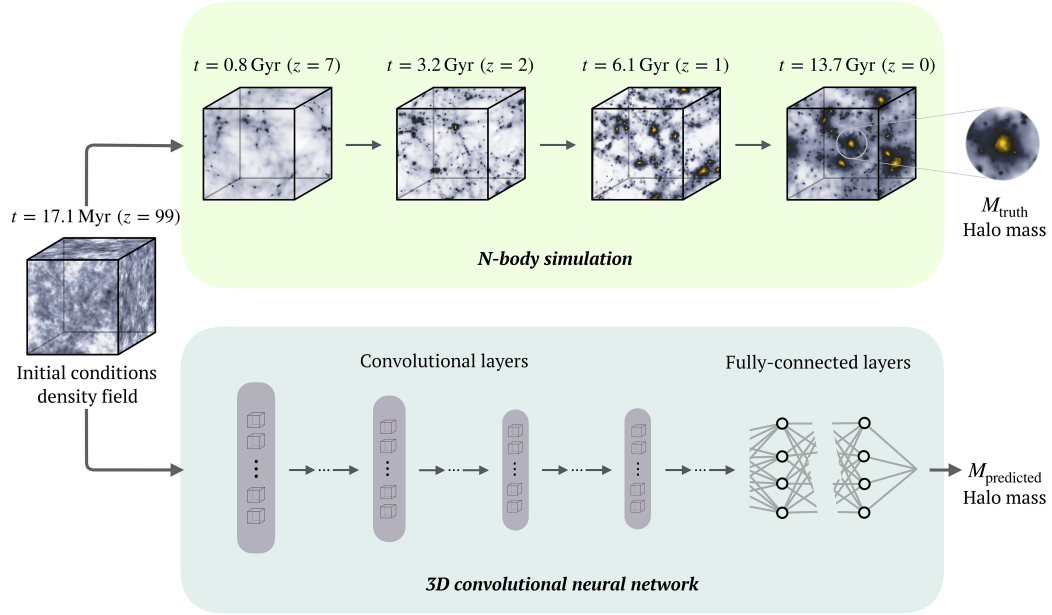 t = 0.8 Gyr (z = 7)
t = 3.2 Gyr (z = 2)
t = 6.1 Gyr (z = 1)
t = 13.7 Gyr (z = 0)
M_truth
Halo mass
N-body simulation
t = 17.1 Myr (z = 99)
Initial conditions
density field
Convolutional layers
Fully-connected layers
M_predicted
Halo mass
3D convolutional neural network